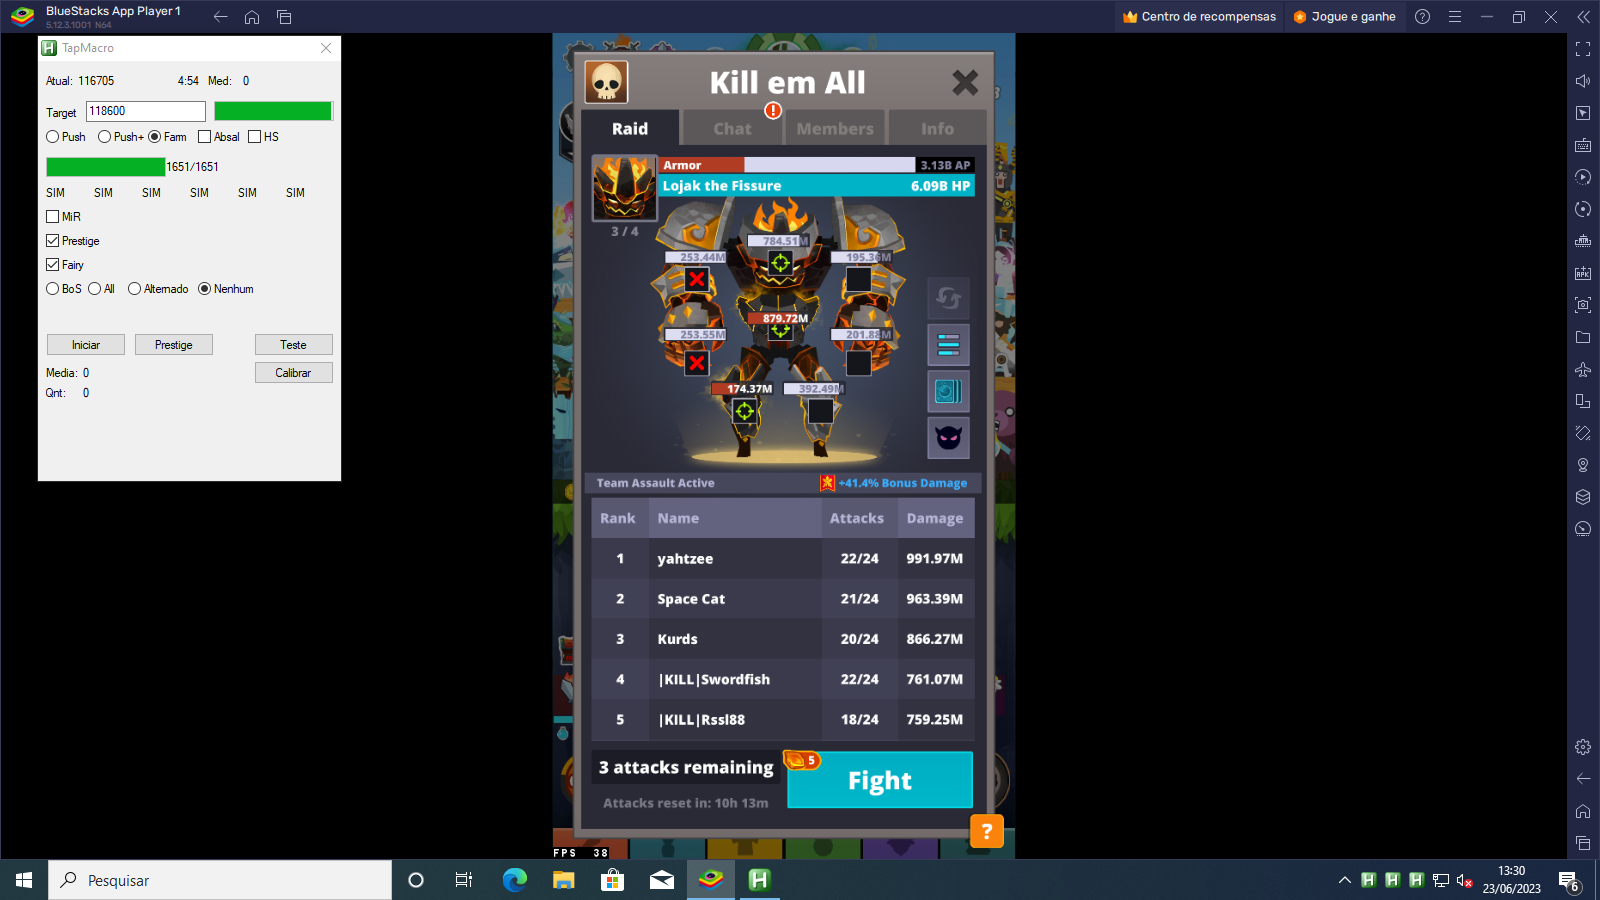 BlueStacks App Player 1
5.12.3.1001 N64
Centro de recompensas
Jogue e ganhe
TapMacro
Atual: 116705 4:54 Med: 0
Target 118600
Push Push+ Farm Absal HS
1651/1651
SIM SIM SIM SIM SIM SIM
MiR
Prestige
Fairy
BoS All Alternado Nenhum
Iniciar Prestige Teste
Media: 0 Calibrar
Qnt: 0
Kill em All
Raid Chat Members Info
Armor 3.13B AP
Lojak the Fissure 6.09B HP
3 / 4
784.51M
253.44M 195.36M
879.72M
253.55M 201.88M
174.37M 392.49M
Team Assault Active +41.4% Bonus Damage
Rank Name Attacks Damage
1 yahtzee 22/24 991.97M
2 Space Cat 21/24 963.39M
3 Kurds 20/24 866.27M
4 |KILL|Swordfish 22/24 761.07M
5 |KILL|Rssl88 18/24 759.25M
3 attacks remaining
5
Fight
Attacks reset in: 10h 13m
?
FPS 38
Pesquisar
13:30
23/06/2023
6